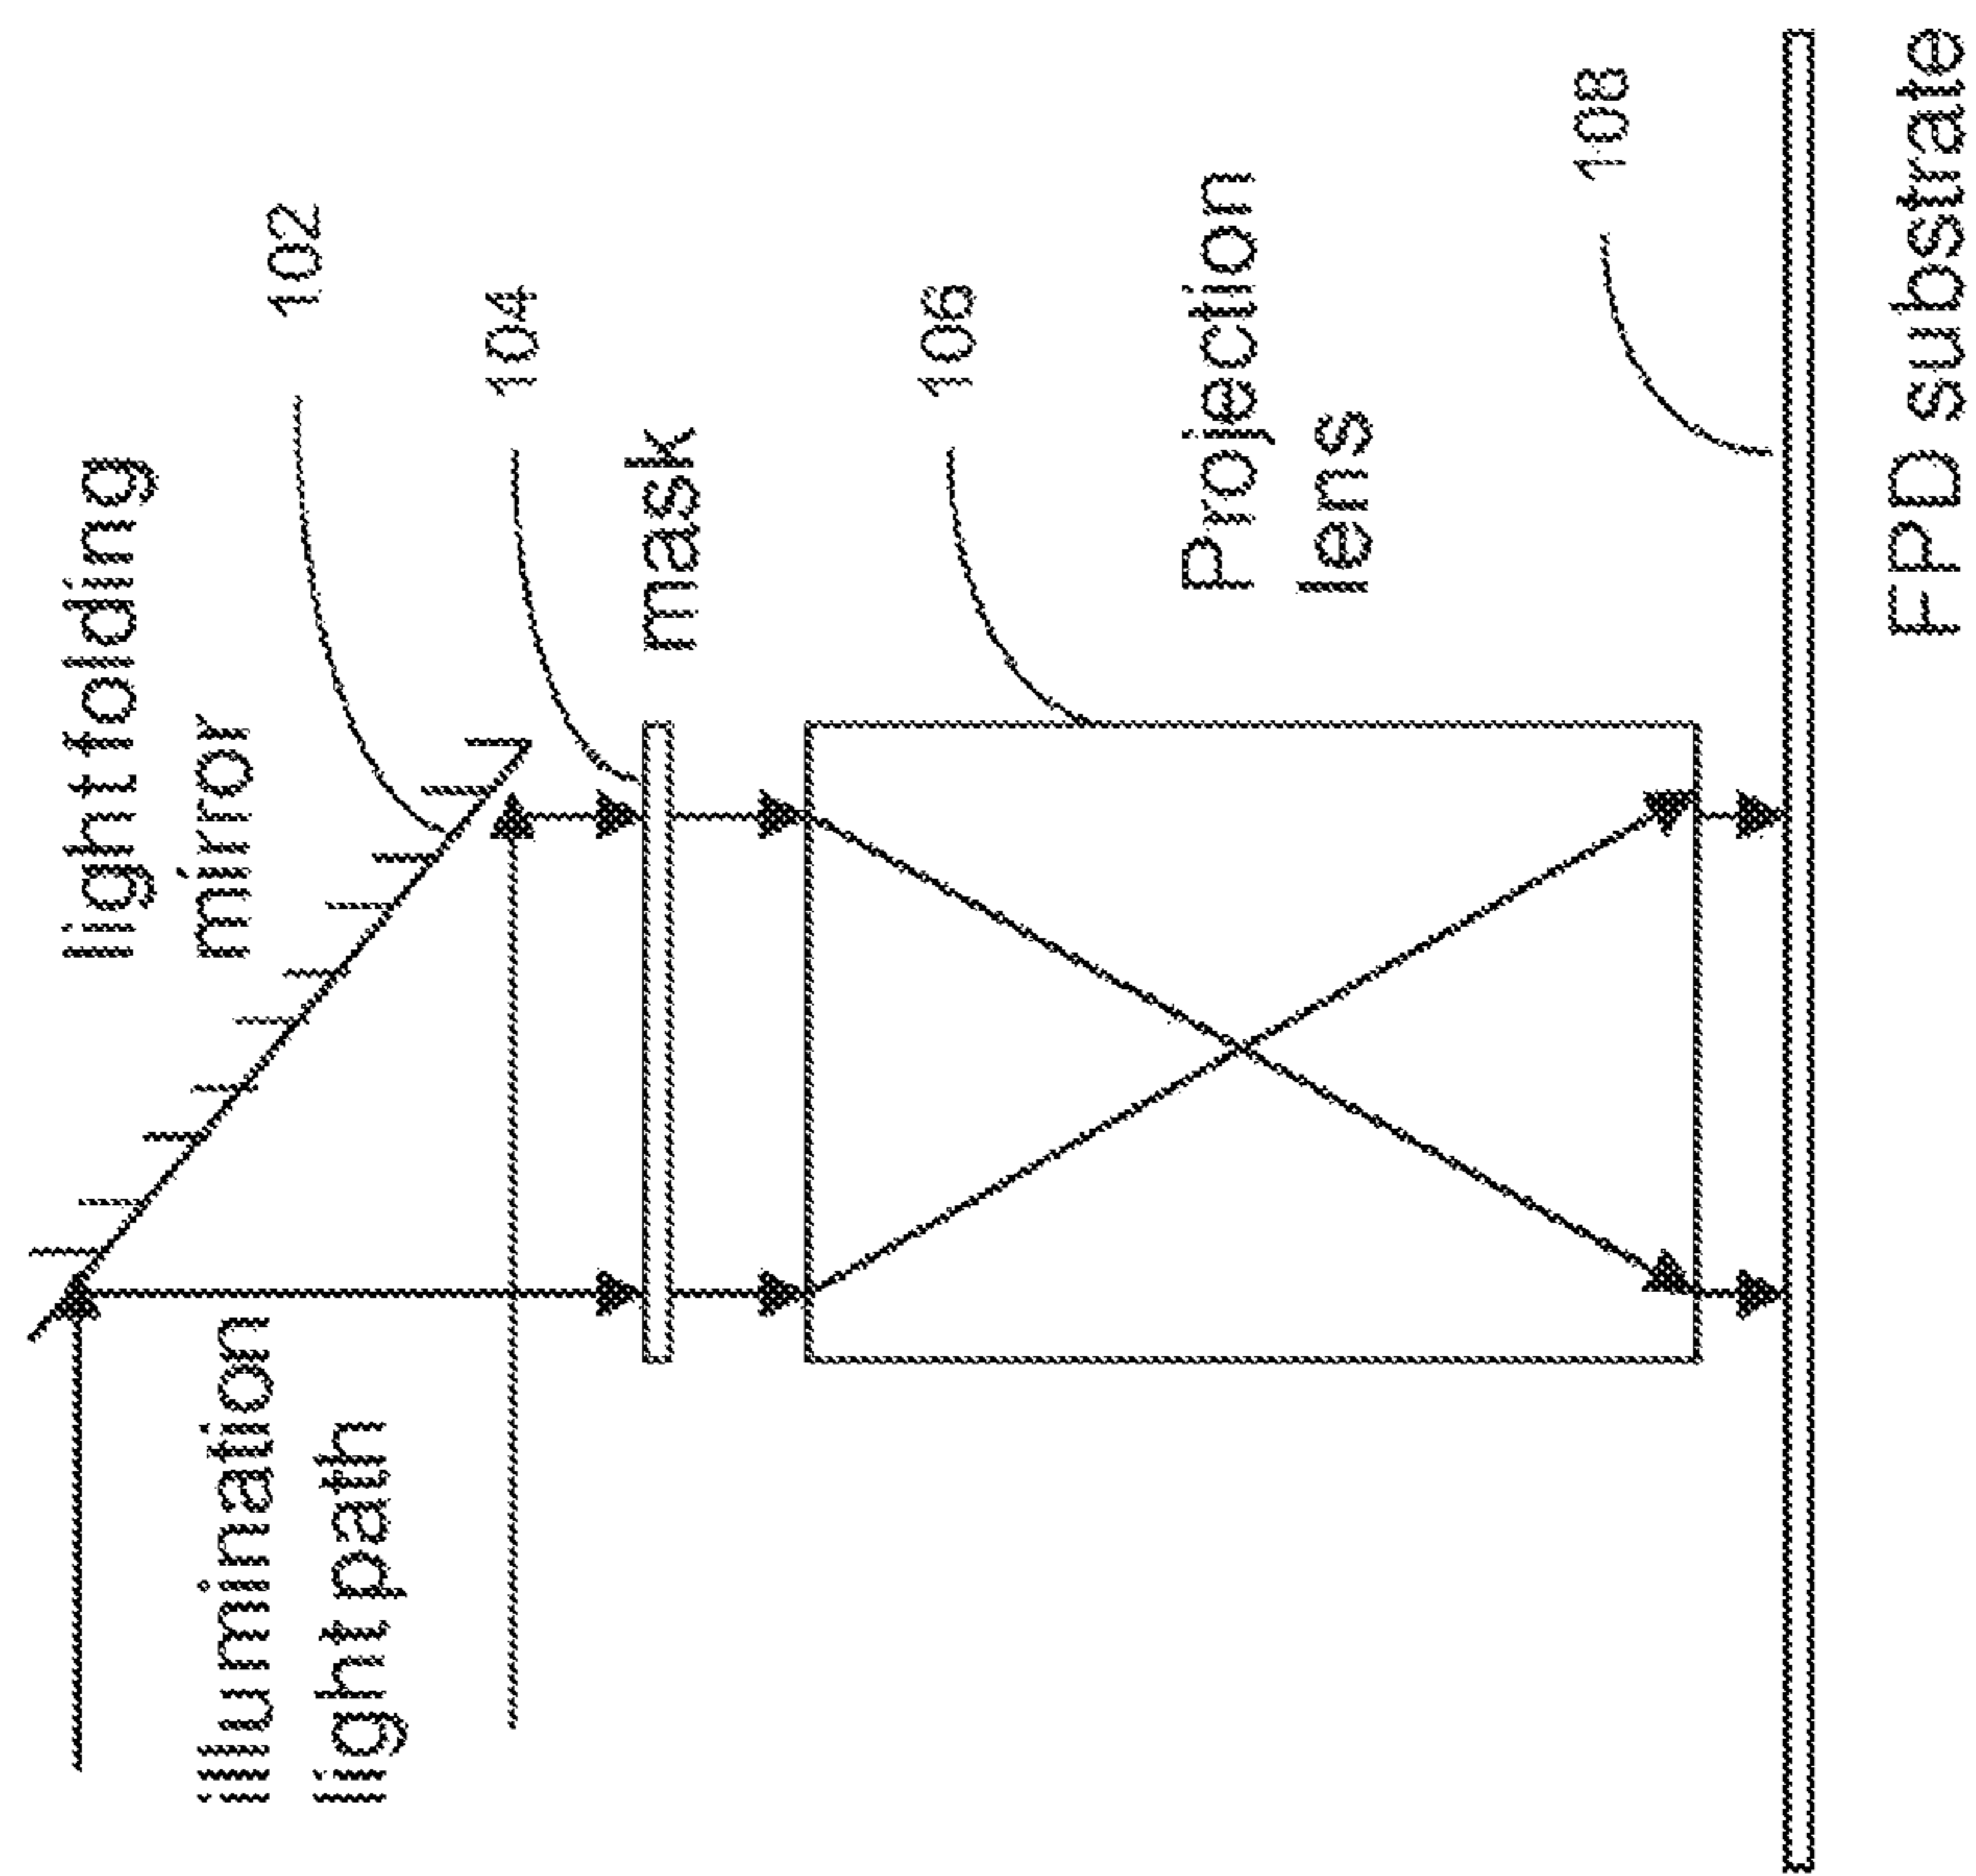 light folding
mirror
102
illumination
light path
104
mask
106
Projection
lens
108
FPD substrate